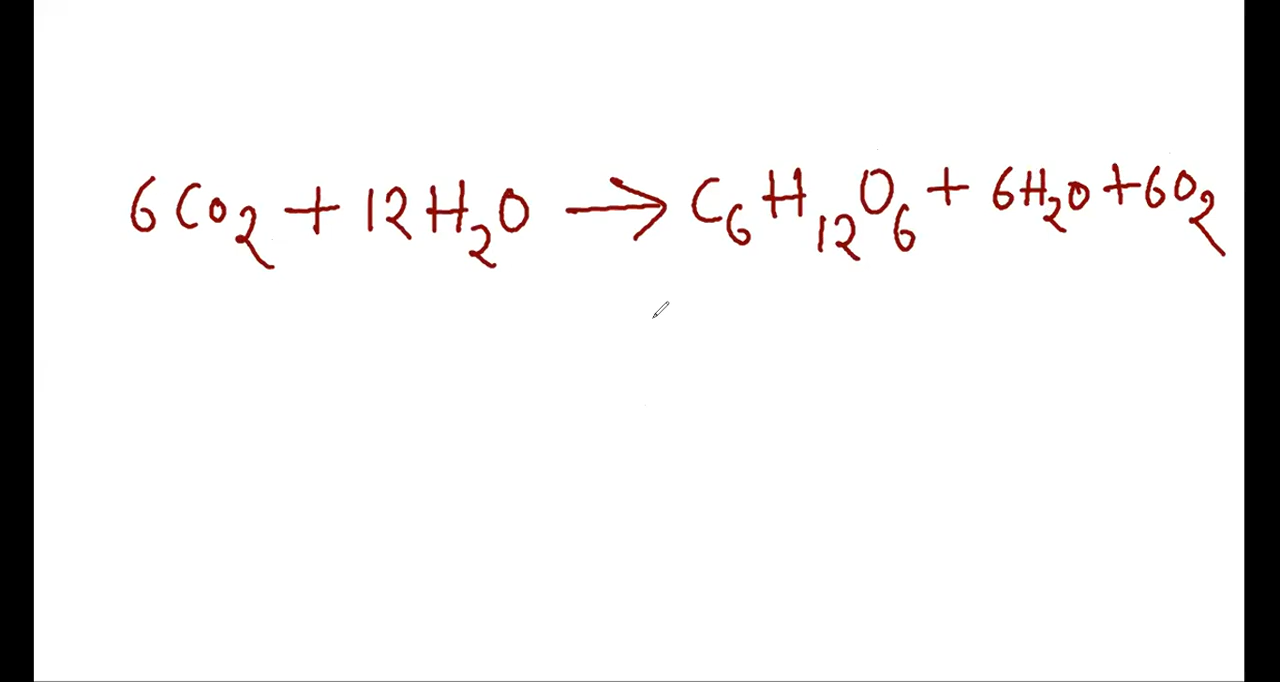 6CO₂ + 12H₂O → C₆H₁₂O₆ + 6H₂O + 6O₂